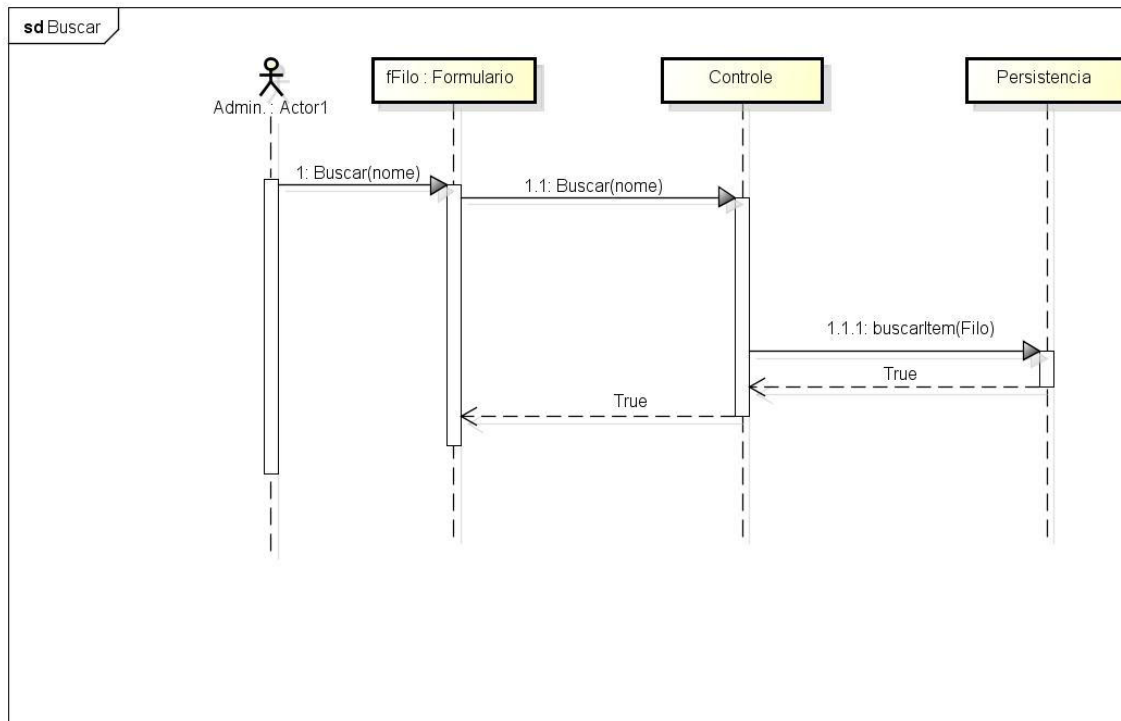 sd Buscar
Admin. : Actor1
fFilo : Formulario
Controle
Persistencia
1: Buscar(nome)
1.1: Buscar(nome)
1.1.1: buscarItem(Filo)
True
True